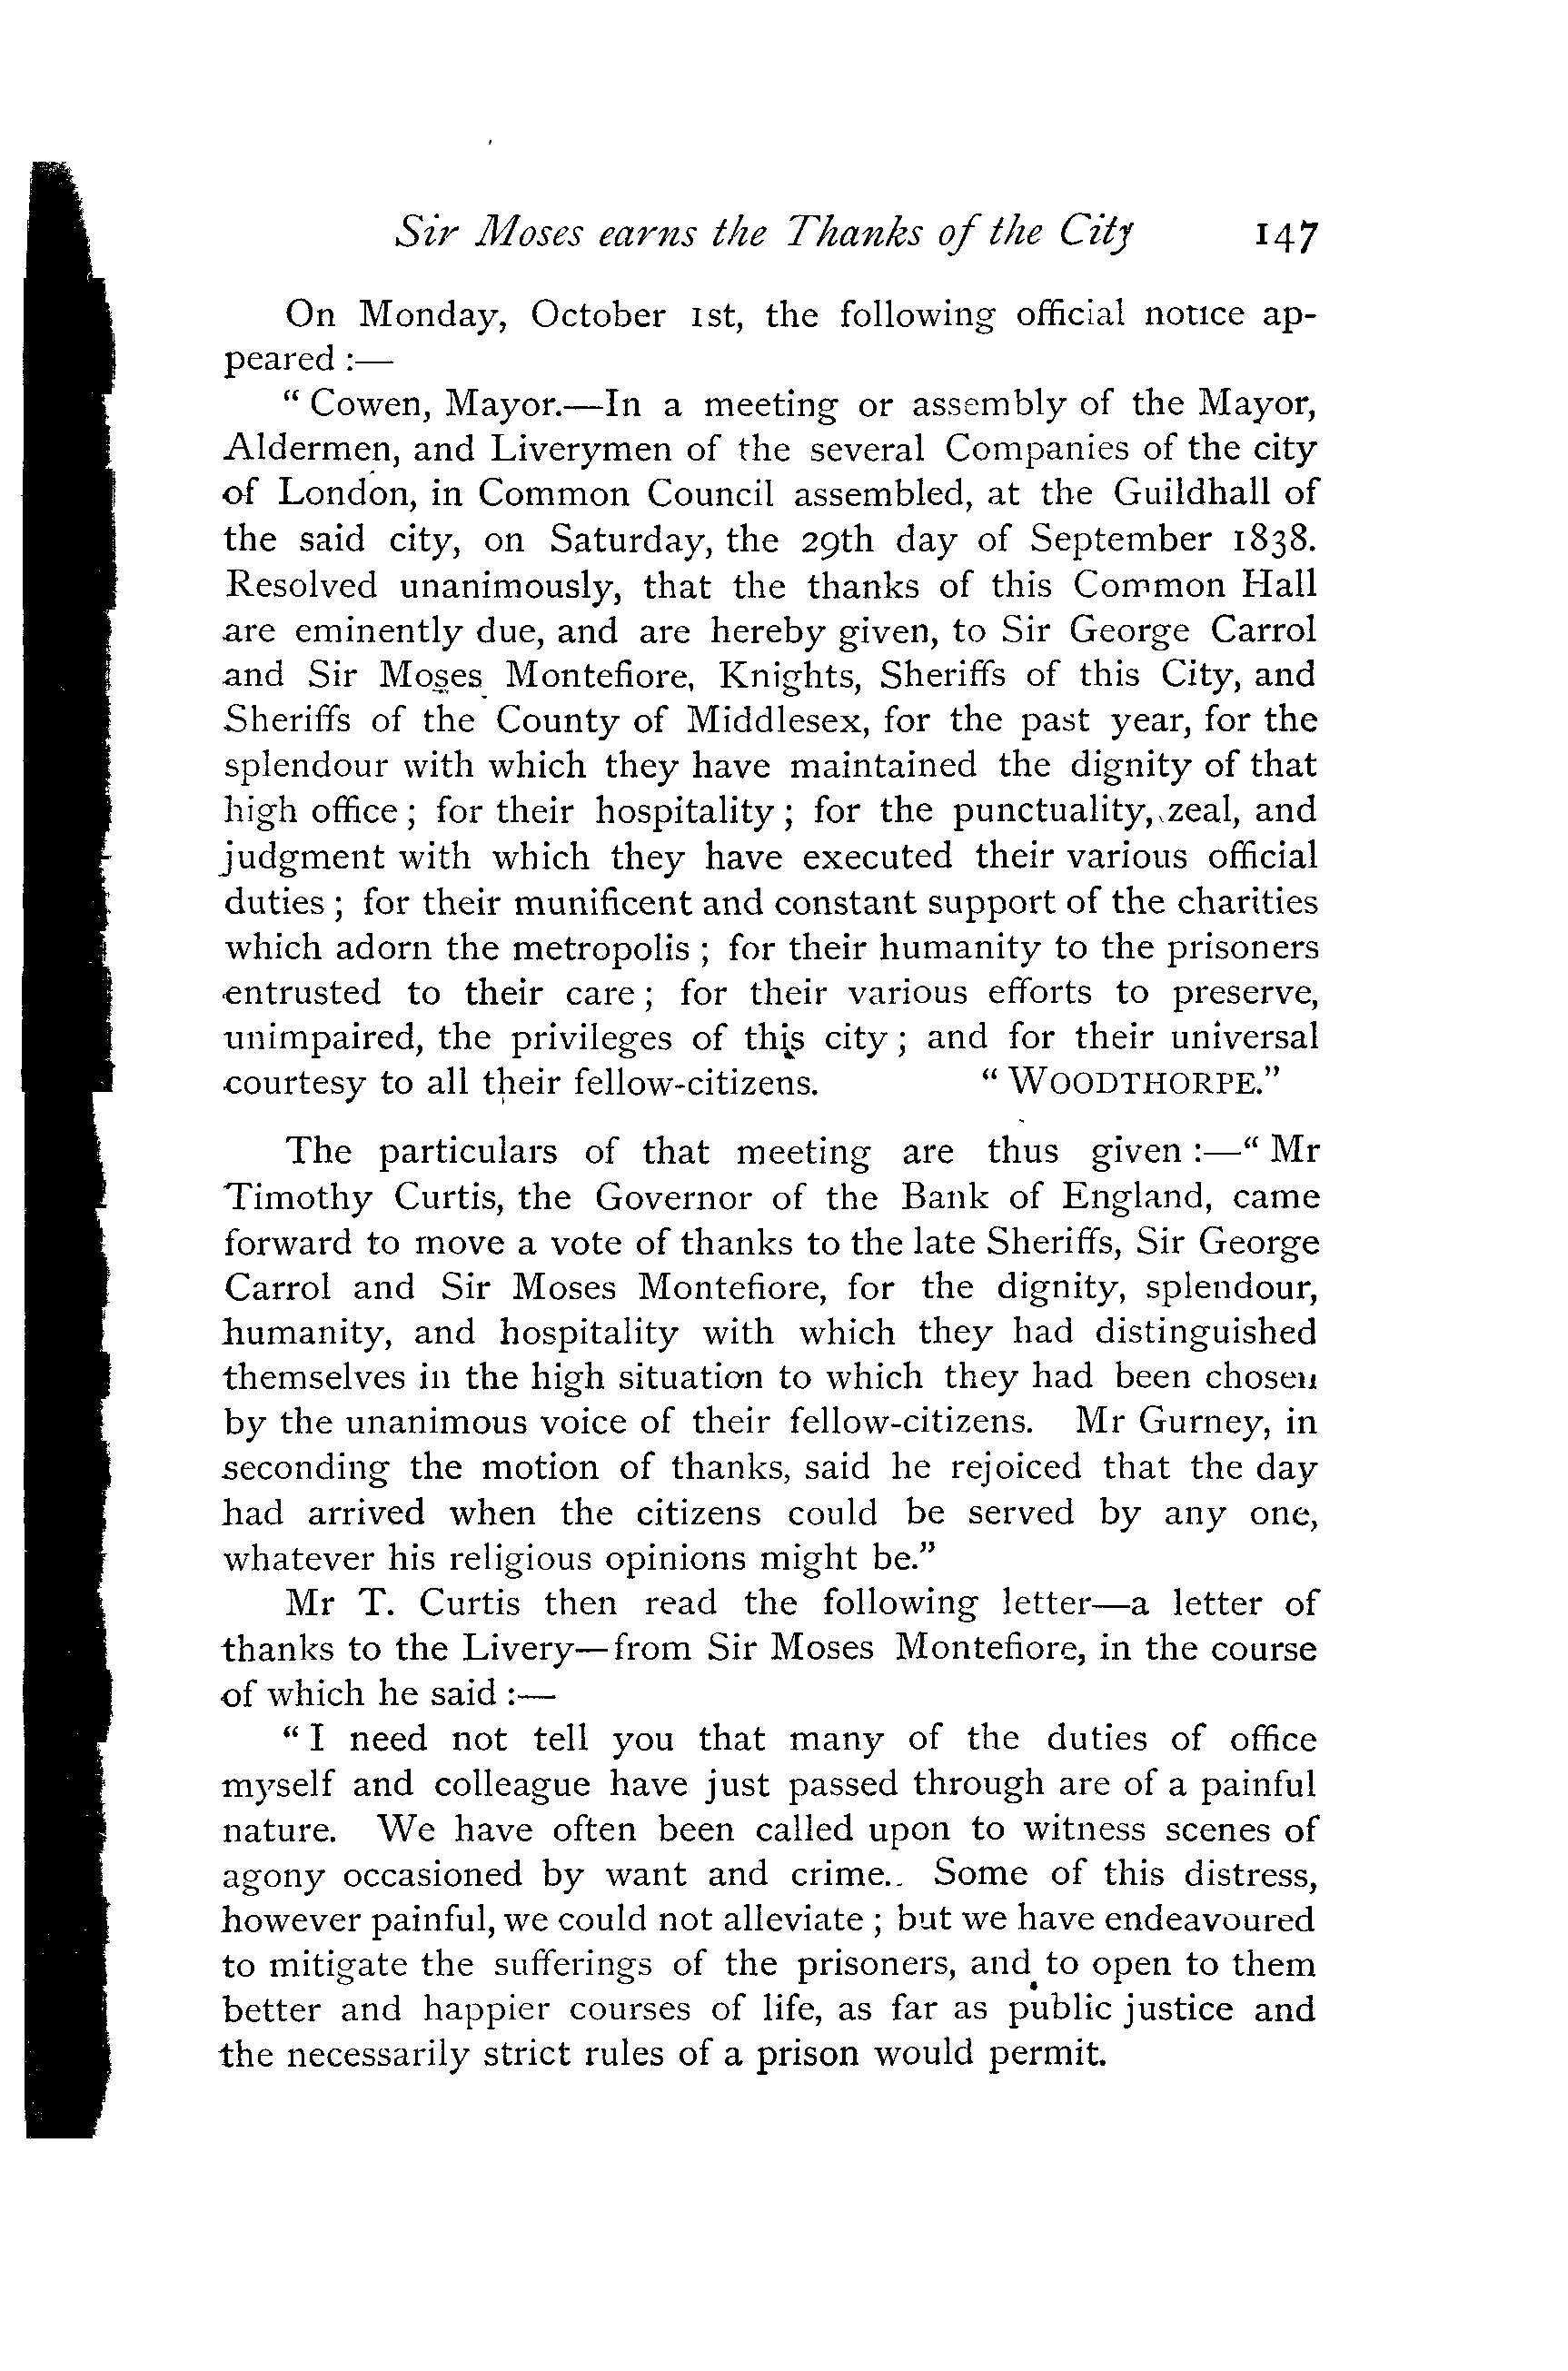 Sir Moses earns the Thanks of the City 147
On Monday, October 1st, the following official notice ap-
peared :—
“ Cowen, Mayor.—In a meeting or assembly of the Mayor,
Aldermen, and Liverymen of the several Companies of the city
of London, in Common Council assembled, at the Guildhall of
the said city, on Saturday, the 29th day of September 1838.
Resolved unanimously, that the thanks of this Common Hall
are eminently due, and are hereby given, to Sir George Carrol
and Sir Moses Montefiore, Knights, Sheriffs of this City, and
Sheriffs of the County of Middlesex, for the past year, for the
splendour with which they have maintained the dignity of that
high office ; for their hospitality ; for the punctuality, zeal, and
judgment with which they have executed their various official
duties ; for their munificent and constant support of the charities
which adorn the metropolis ; for their humanity to the prisoners
entrusted to their care ; for their various efforts to preserve,
unimpaired, the privileges of this city ; and for their universal
courtesy to all their fellow-citizens. “ WOODTHORPE.”
The particulars of that meeting are thus given :—“ Mr
Timothy Curtis, the Governor of the Bank of England, came
forward to move a vote of thanks to the late Sheriffs, Sir George
Carrol and Sir Moses Montefiore, for the dignity, splendour,
humanity, and hospitality with which they had distinguished
themselves in the high situation to which they had been chosen
by the unanimous voice of their fellow-citizens. Mr Gurney, in
seconding the motion of thanks, said he rejoiced that the day
had arrived when the citizens could be served by any one,
whatever his religious opinions might be.”
Mr T. Curtis then read the following letter—a letter of
thanks to the Livery—from Sir Moses Montefiore, in the course
of which he said :—
“ I need not tell you that many of the duties of office
myself and colleague have just passed through are of a painful
nature. We have often been called upon to witness scenes of
agony occasioned by want and crime. Some of this distress,
however painful, we could not alleviate ; but we have endeavoured
to mitigate the sufferings of the prisoners, and to open to them
better and happier courses of life, as far as public justice and
the necessarily strict rules of a prison would permit.